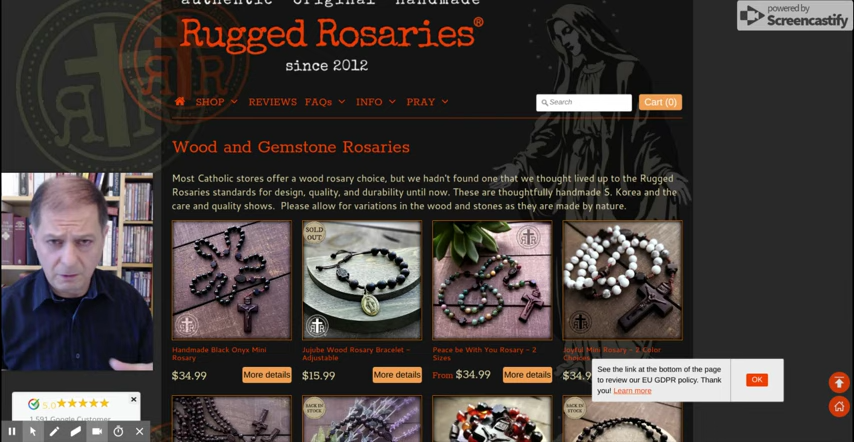 authentic original handmade
Rugged Rosaries®
since 2012
powered by
Screencastify
SHOP REVIEWS FAQs INFO PRAY
Search
Cart (0)
Wood and Gemstone Rosaries
Most Catholic stores offer a wood rosary choice, but we hadn't found one that we thought lived up to the Rugged
Rosaries standards for design, quality, and durability until now. These are thoughtfully handmade S. Korea and the
care and quality shows. Please allow for variations in the wood and stones as they are made by nature.
SOLD
OUT
Handmade Black Onyx Mini
Rosary
$34.99
More details
Jujube Wood Rosary Bracelet -
Adjustable
$15.99
More details
Peace be With You Rosary - 2
Sizes
From $34.99
More details
Joyful Mini Rosary - 2 Color
$34.9
See the link at the bottom of the page
to review our EU GDPR policy. Thank
you! Learn more
OK
5.0
1,591 Google Customer
BACK IN
STOCK
BACK IN
STOCK